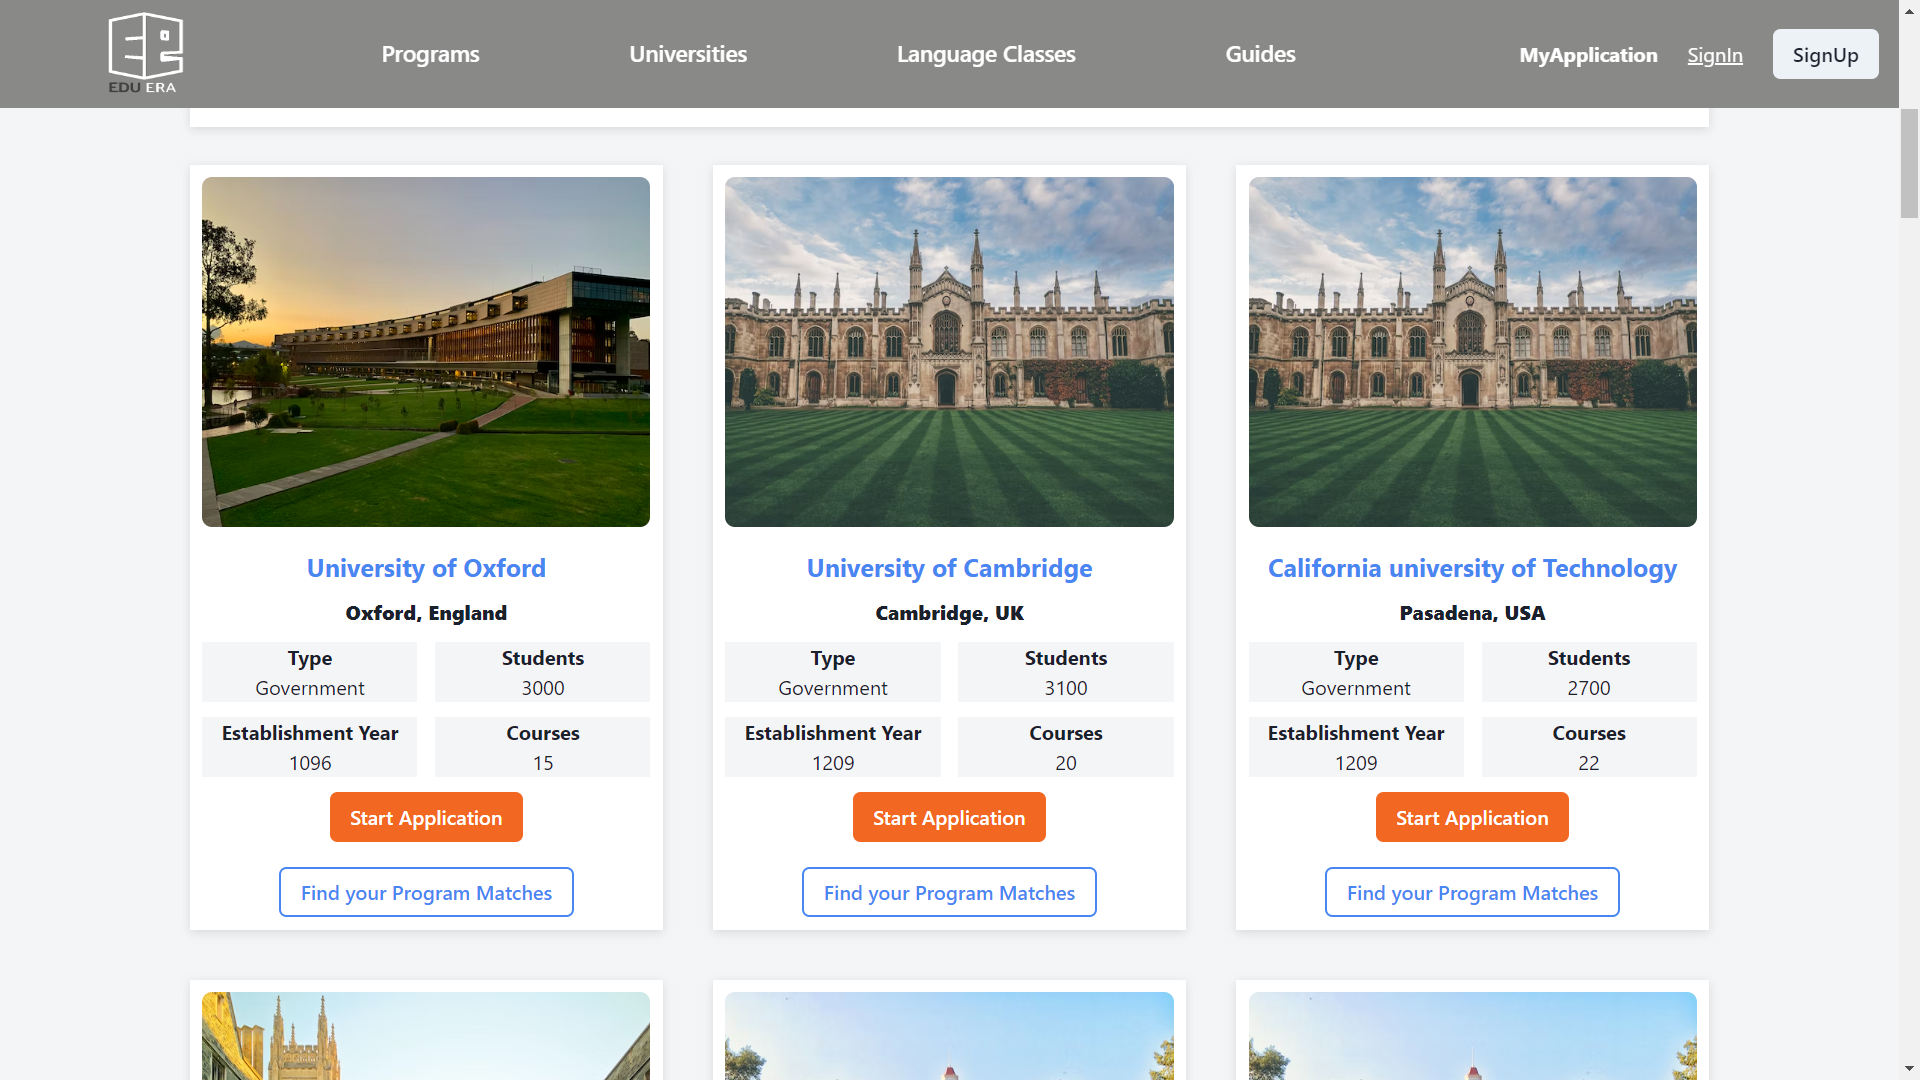 EDU ERA
Programs
Universities
Language Classes
Guides
MyApplication
SignIn
SignUp
University of Oxford
Oxford, England
Type
Government
Students
3000
Establishment Year
1096
Courses
15
Start Application
Find your Program Matches
University of Cambridge
Cambridge, UK
Type
Government
Students
3100
Establishment Year
1209
Courses
20
Start Application
Find your Program Matches
California university of Technology
Pasadena, USA
Type
Government
Students
2700
Establishment Year
1209
Courses
22
Start Application
Find your Program Matches